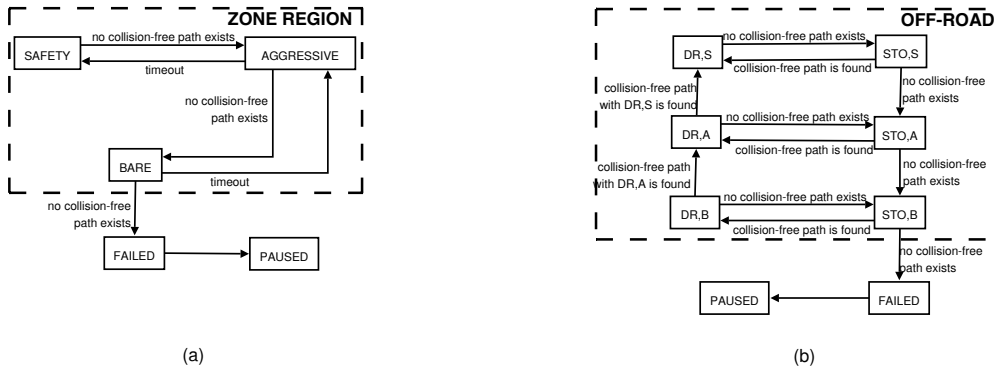 ZONE REGION
no collision-free path exists
SAFETY
AGGRESSIVE
timeout
no collision-free
path exists
BARE
timeout
no collision-free
path exists
FAILED
PAUSED
(a)
OFF-ROAD
no collision-free path exists
DR,S
STO,S
collision-free path is found
collision-free path
with DR,S is found
no collision-free
path exists
no collision-free path exists
DR,A
STO,A
collision-free path is found
collision-free path
with DR,A is found
no collision-free
path exists
no collision-free path exists
DR,B
STO,B
collision-free path is found
no collision-free
path exists
PAUSED
FAILED
(b)